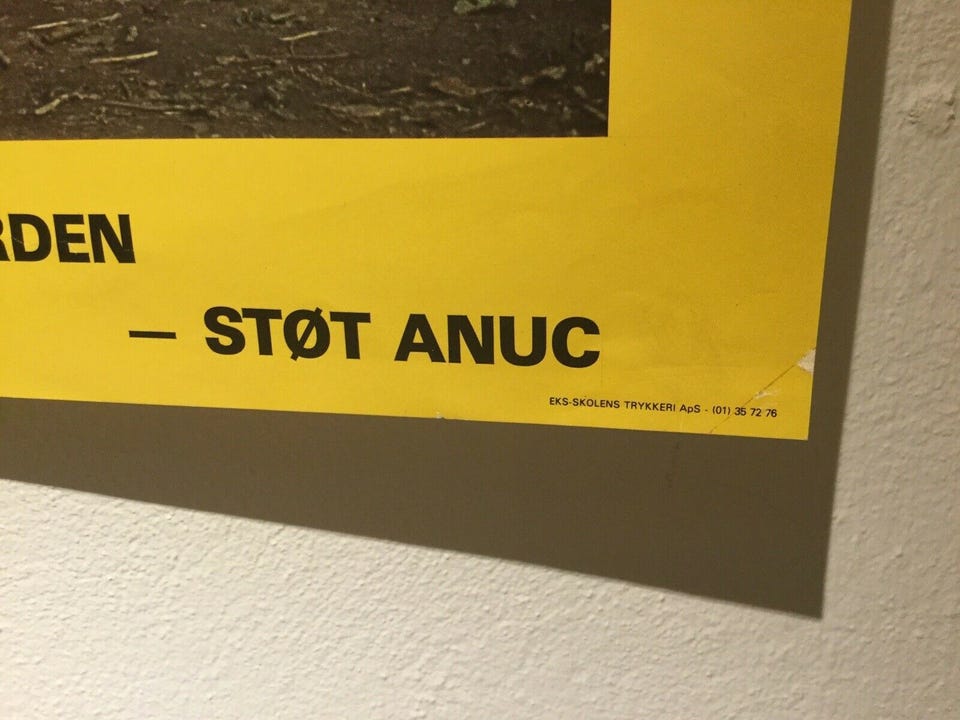 RDEN
— STØT ANUC
EKS-SKOLENS TRYKKERI ApS - (01) 35 72 76